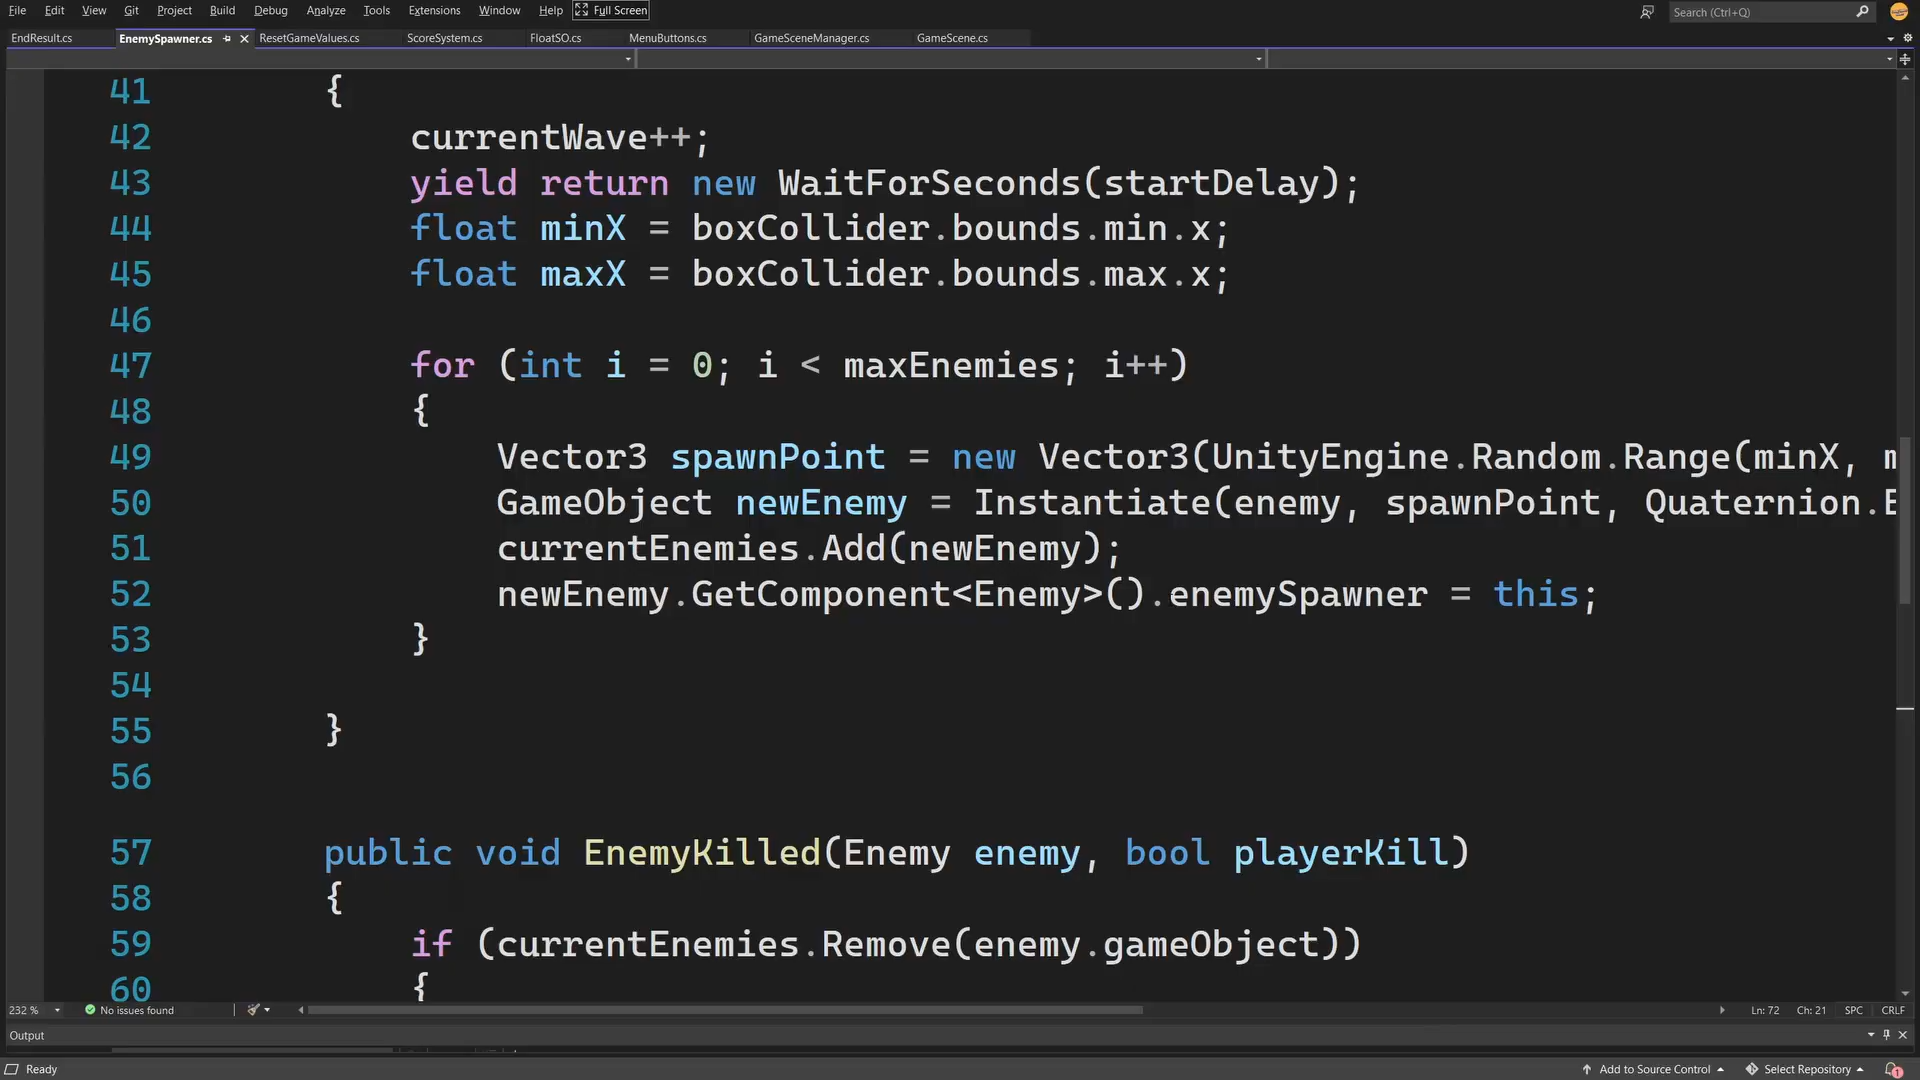 File Edit View Git Project Build Debug Analyze Tools Extensions Window Help Full Screen Search (Ctrl+Q)
EndResult.cs EnemySpawner.cs ResetGameValues.cs ScoreSystem.cs FloatSO.cs MenuButtons.cs GameSceneManager.cs GameScene.cs
41 {
42 currentWave++;
43 yield return new WaitForSeconds(startDelay);
44 float minX = boxCollider.bounds.min.x;
45 float maxX = boxCollider.bounds.max.x;
46
47 for (int i = 0; i < maxEnemies; i++)
48 {
49 Vector3 spawnPoint = new Vector3(UnityEngine.Random.Range(minX, m
50 GameObject newEnemy = Instantiate(enemy, spawnPoint, Quaternion.E
51 currentEnemies.Add(newEnemy);
52 newEnemy.GetComponent<Enemy>().enemySpawner = this;
53 }
54
55 }
56
57 public void EnemyKilled(Enemy enemy, bool playerKill)
58 {
59 if (currentEnemies.Remove(enemy.gameObject))
60 {
232 % No issues found Ln: 72 Ch: 21 SPC CRLF
Output
Ready Add to Source Control Select Repository 1